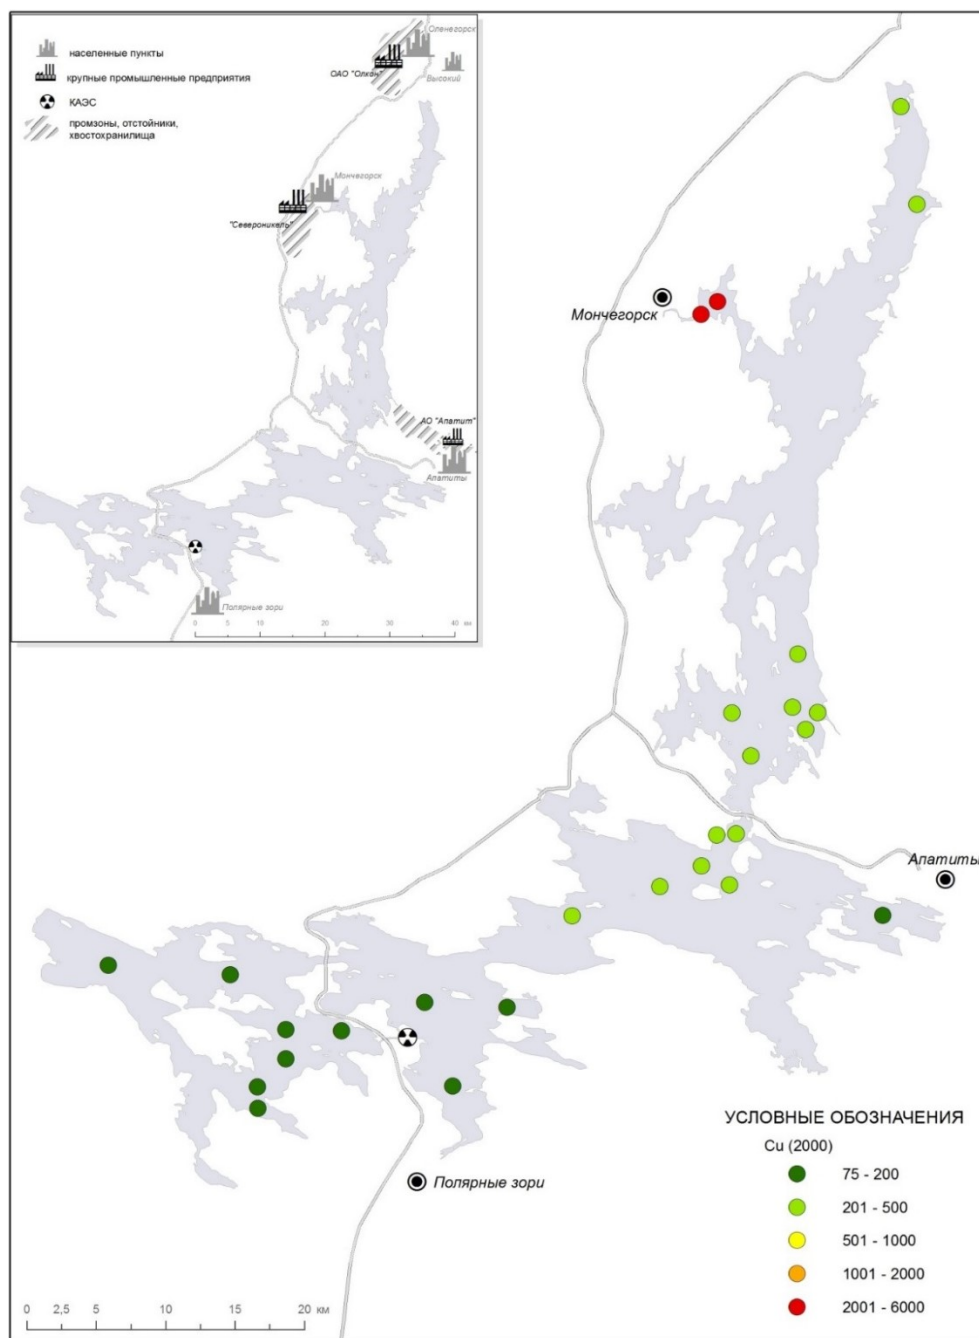 населенные пункты
крупные промышленные предприятия
КАЭС
промзоны, отстойники,
хвостохранилища
Оленегорск
ОАО "Олкон"
Высокий
Мончегорск
"Североникель"
АО "Апатит"
Апатиты
Полярные зори
0 5 10 20 30 40 км
Мончегорск
Апатиты
Полярные зори
УСЛОВНЫЕ ОБОЗНАЧЕНИЯ
Cu (2000)
75 - 200
201 - 500
501 - 1000
1001 - 2000
2001 - 6000
0 2,5 5 10 15 20 км